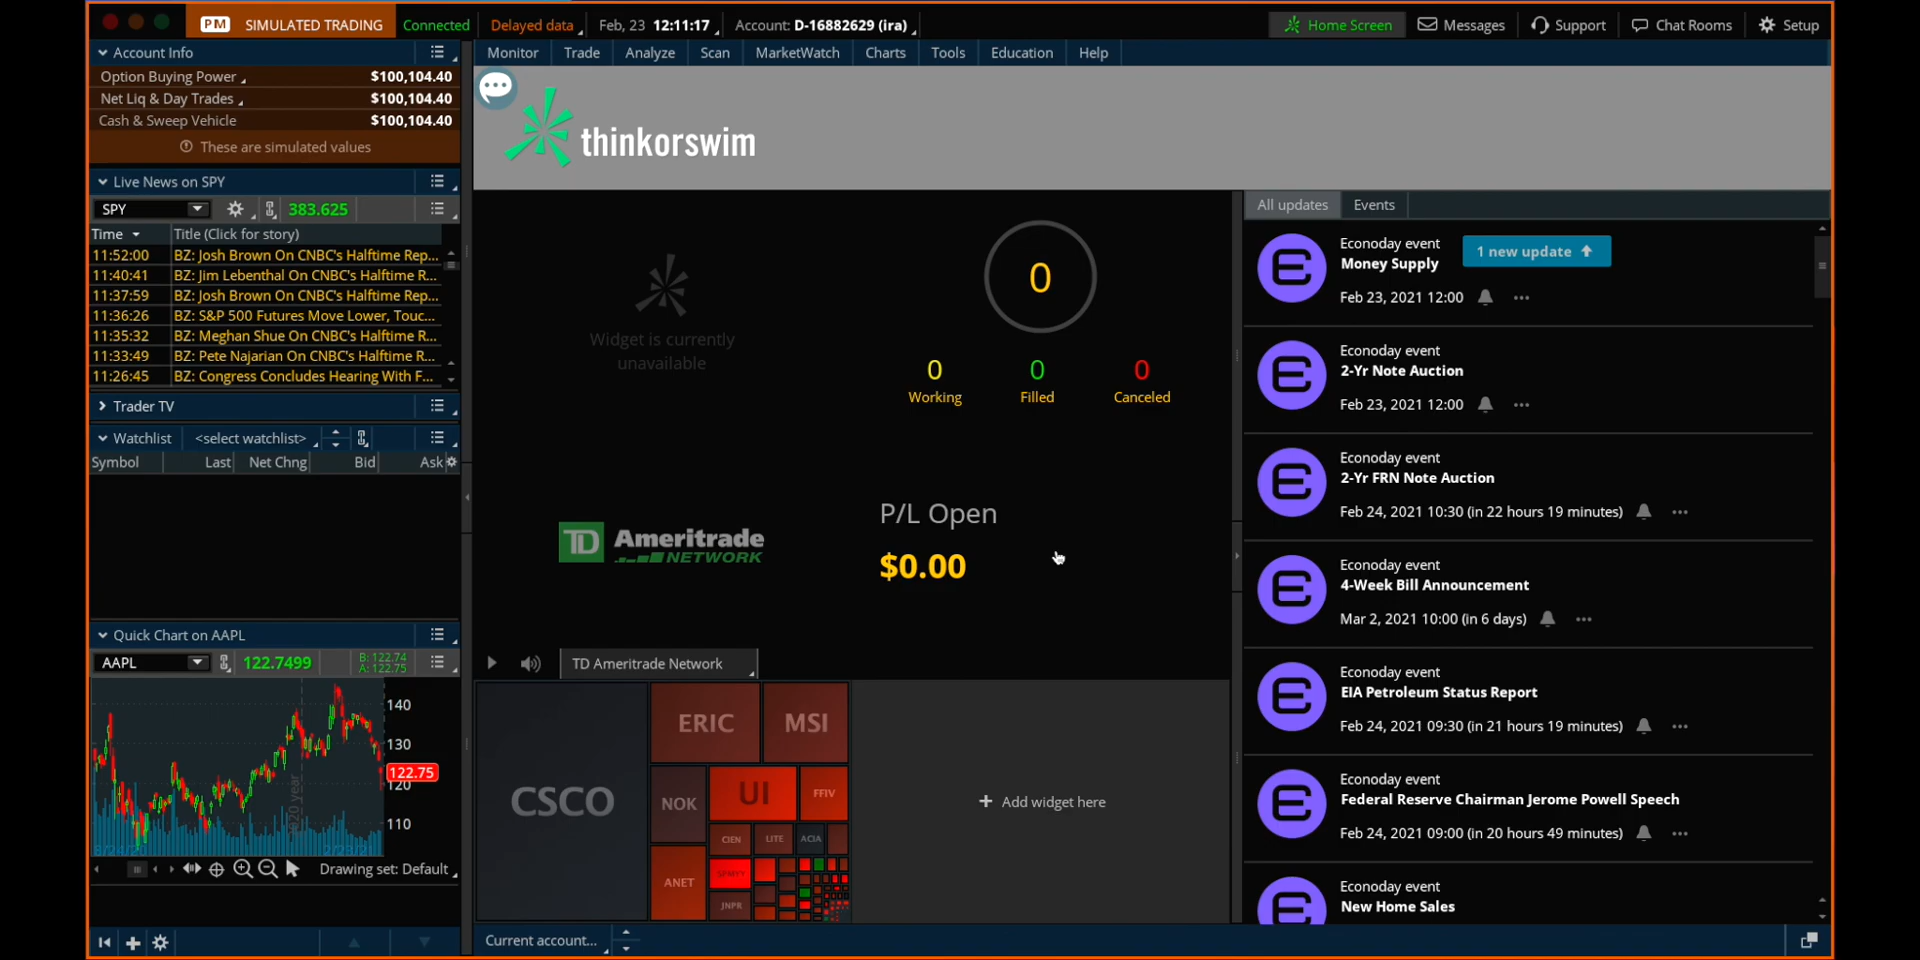 PM SIMULATED TRADING Connected Delayed data Feb, 23 12:11:17 Account: D-16882629 (ira) Home Screen Messages Support Chat Rooms Setup
Account Info
Option Buying Power $100,104.40
Net Liq & Day Trades $100,104.40
Cash & Sweep Vehicle $100,104.40
These are simulated values
Live News on SPY
SPY 383.625
Time Title (Click for story)
11:52:00 BZ: Josh Brown On CNBC's Halftime Rep...
11:40:41 BZ: Jim Lebenthal On CNBC's Halftime R...
11:37:59 BZ: Josh Brown On CNBC's Halftime Rep...
11:36:26 BZ: S&P 500 Futures Move Lower, Touc...
11:35:32 BZ: Meghan Shue On CNBC's Halftime R...
11:33:49 BZ: Pete Najarian On CNBC's Halftime R...
11:26:45 BZ: Congress Concludes Hearing With F...
Trader TV
Watchlist <select watchlist>
Symbol Last Net Chng Bid Ask
Quick Chart on AAPL
AAPL 122.7499 B: 122.74
A: 122.75
140
130
122.75
120
110
2020 year
Drawing set: Default
Monitor Trade Analyze Scan MarketWatch Charts Tools Education Help
thinkorswim
Widget is currently
unavailable
0
0 0 0
Working Filled Canceled
TD Ameritrade
NETWORK
P/L Open
$0.00
TD Ameritrade Network
CSCO
ERIC
MSI
NOK
UI
FFIV
CIEN
LITE
ACIA
ANET
JNPR
+ Add widget here
Current account...
All updates Events
Econoday event
Money Supply
1 new update
Feb 23, 2021 12:00
Econoday event
2-Yr Note Auction
Feb 23, 2021 12:00
Econoday event
2-Yr FRN Note Auction
Feb 24, 2021 10:30 (in 22 hours 19 minutes)
Econoday event
4-Week Bill Announcement
Mar 2, 2021 10:00 (in 6 days)
Econoday event
EIA Petroleum Status Report
Feb 24, 2021 09:30 (in 21 hours 19 minutes)
Econoday event
Federal Reserve Chairman Jerome Powell Speech
Feb 24, 2021 09:00 (in 20 hours 49 minutes)
Econoday event
New Home Sales